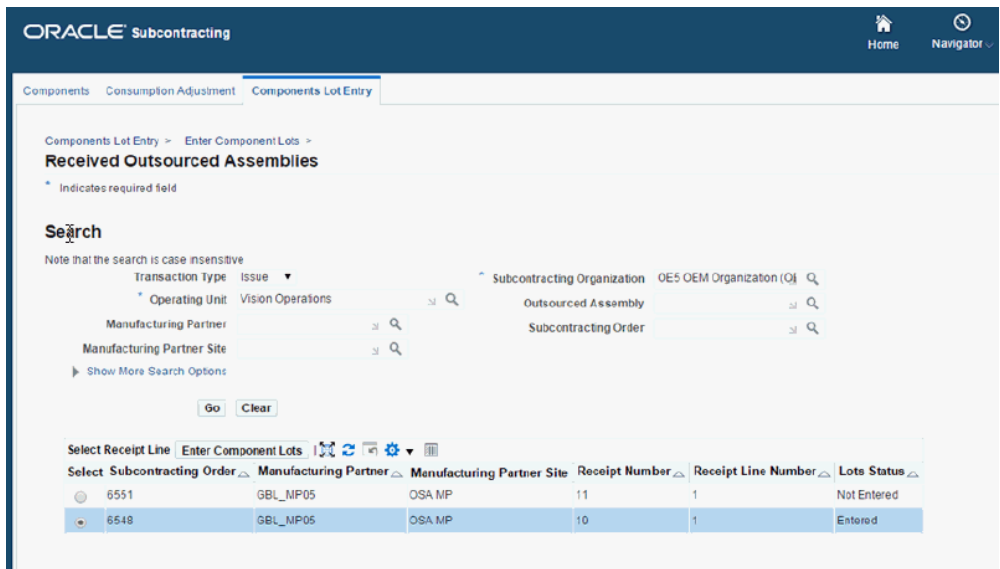 ORACLE Subcontracting
Home
Navigator
Components Consumption Adjustment Components Lot Entry
Components Lot Entry > Enter Component Lots >
Received Outsourced Assemblies
* Indicates required field
Search
Note that the search is case insensitive
Transaction Type Issue
* Subcontracting Organization OE5 OEM Organization (OI
* Operating Unit Vision Operations
Outsourced Assembly
Manufacturing Partner
Subcontracting Order
Manufacturing Partner Site
Show More Search Options
Go Clear
Select Receipt Line Enter Component Lots
Select Subcontracting Order Manufacturing Partner Manufacturing Partner Site Receipt Number Receipt Line Number Lots Status
6551 GBL_MP05 OSA MP 11 1 Not Entered
6548 GBL_MP05 OSA MP 10 1 Entered